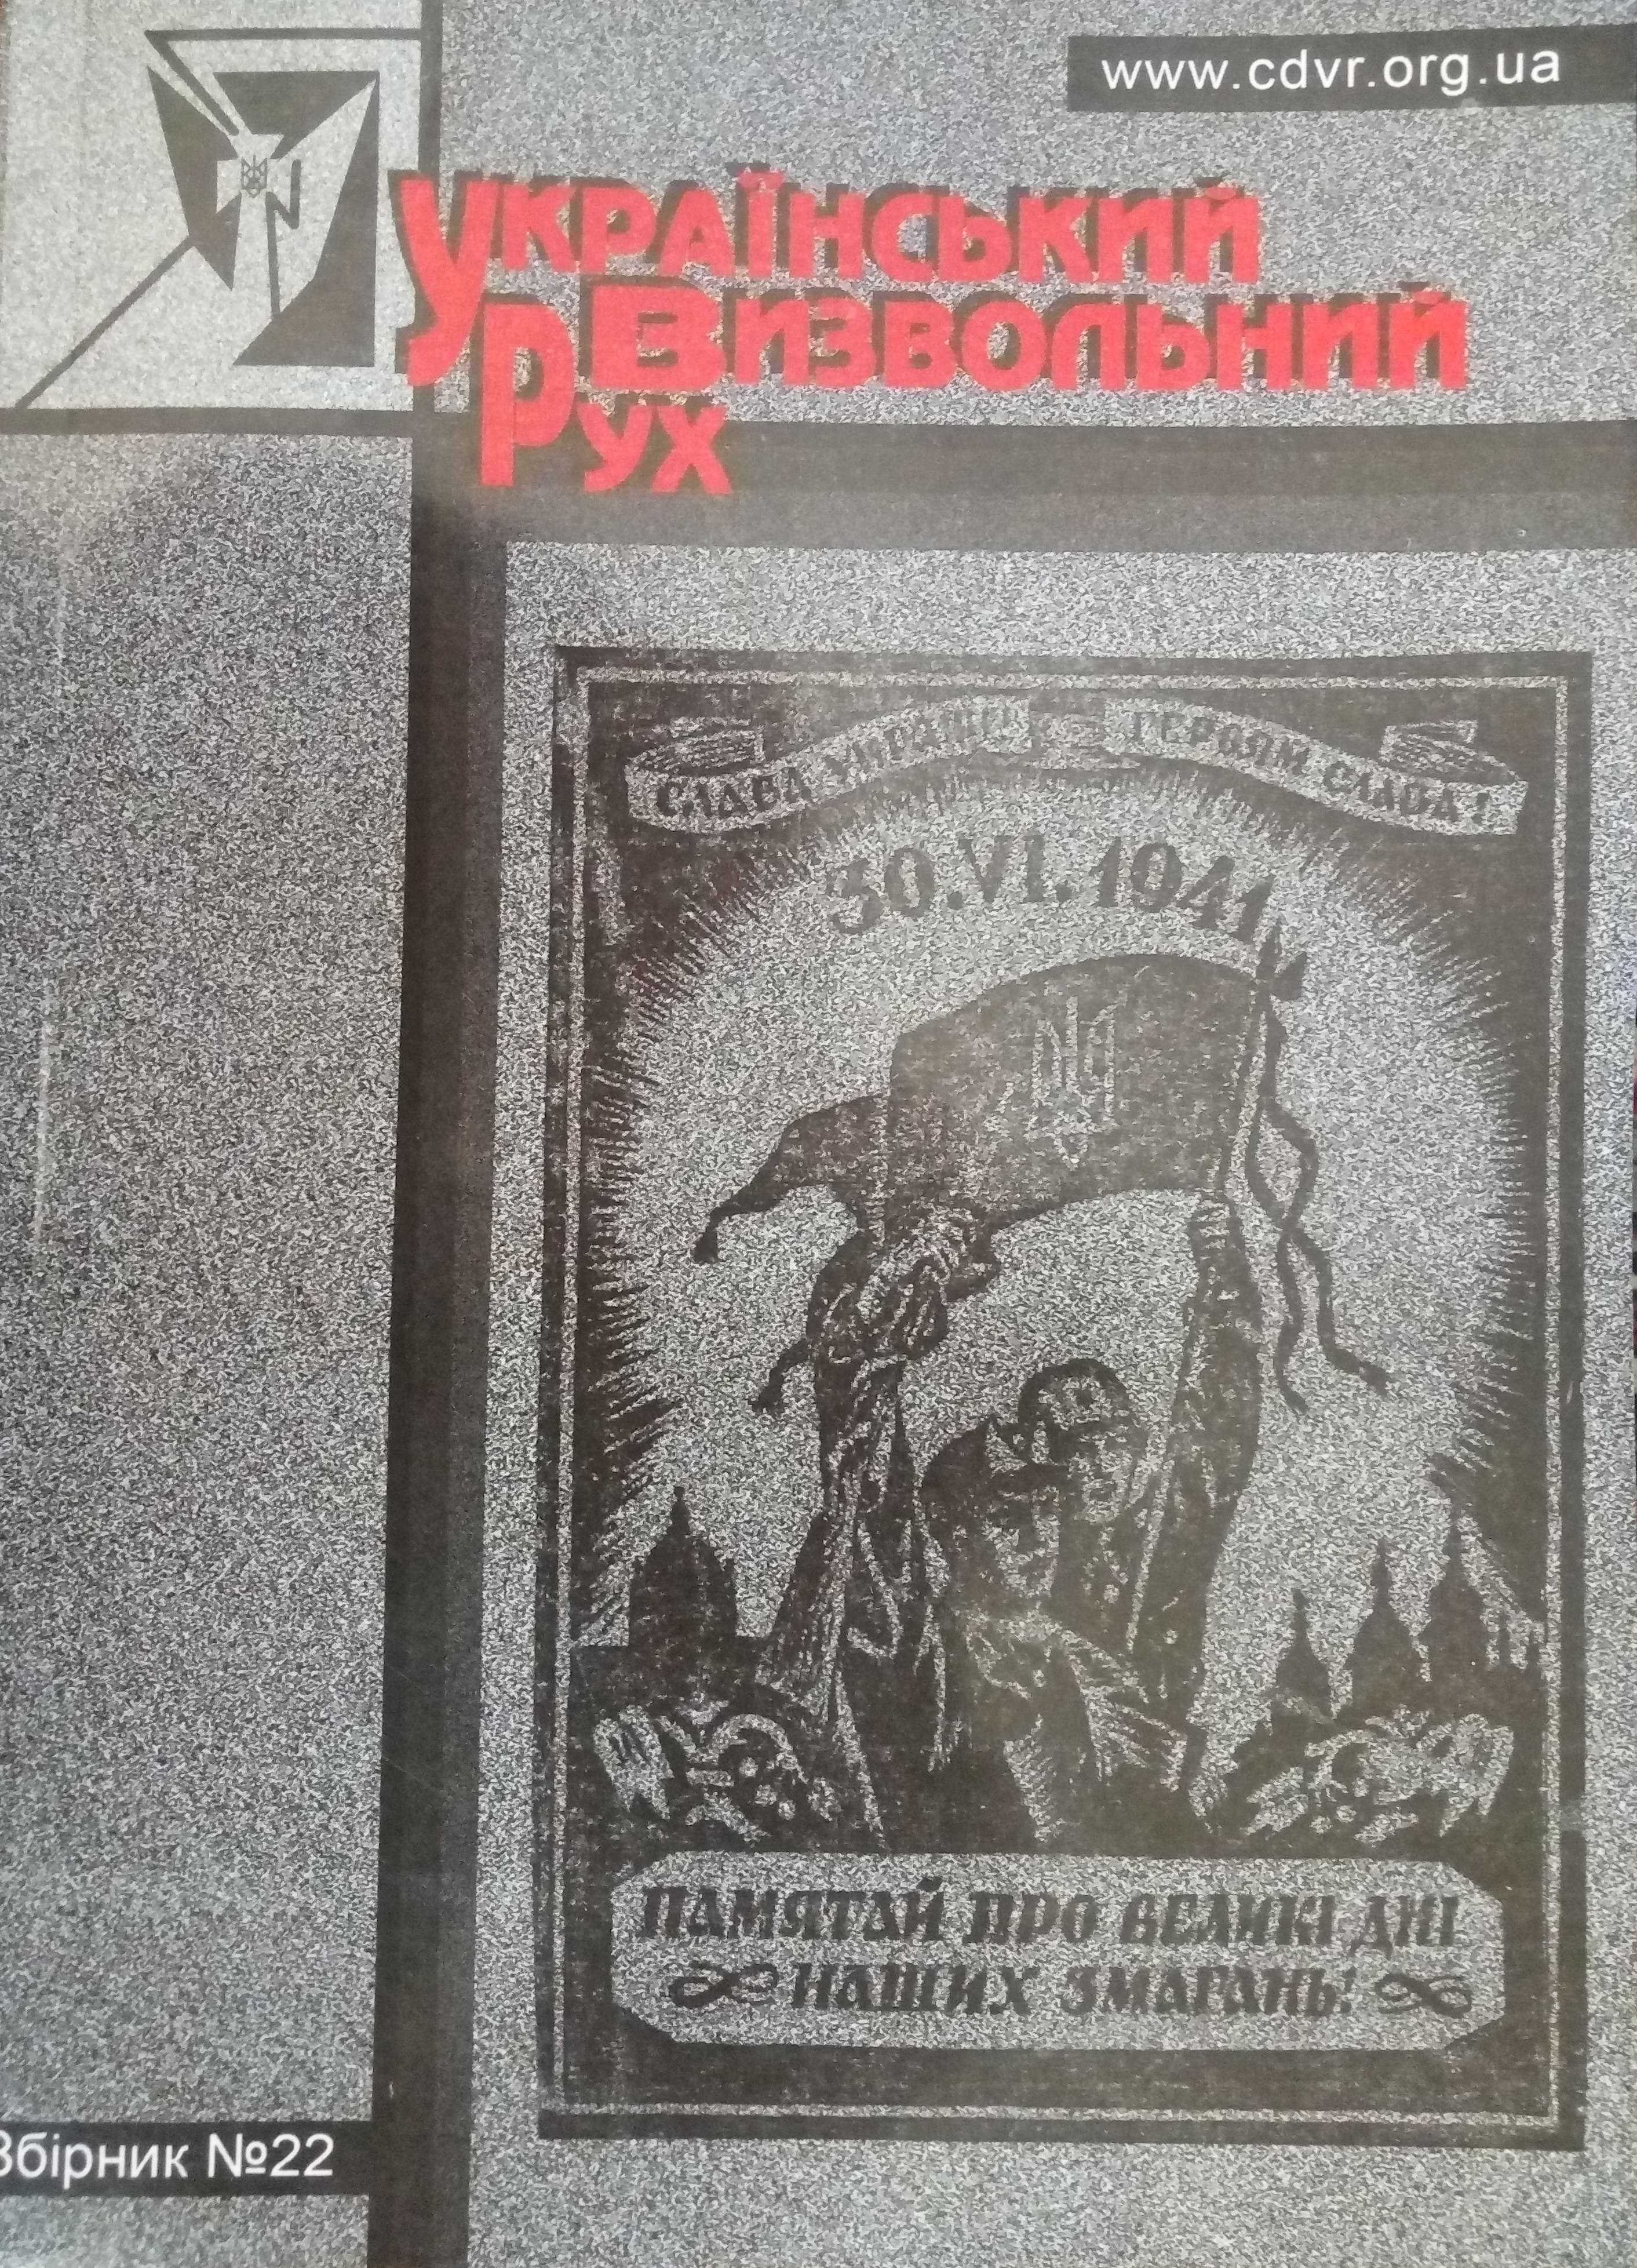 www.cdvr.org.ua
Український
Визвольний
Рух
СЛАВА УКРАЇНІ
ГЕРОЯМ СЛАВА!
30.VI.1941
ПАМЯТАЙ ПРО ВЕЛИКІ ДНІ
НАШИХ ЗМАГАНЬ!
Збірник №22